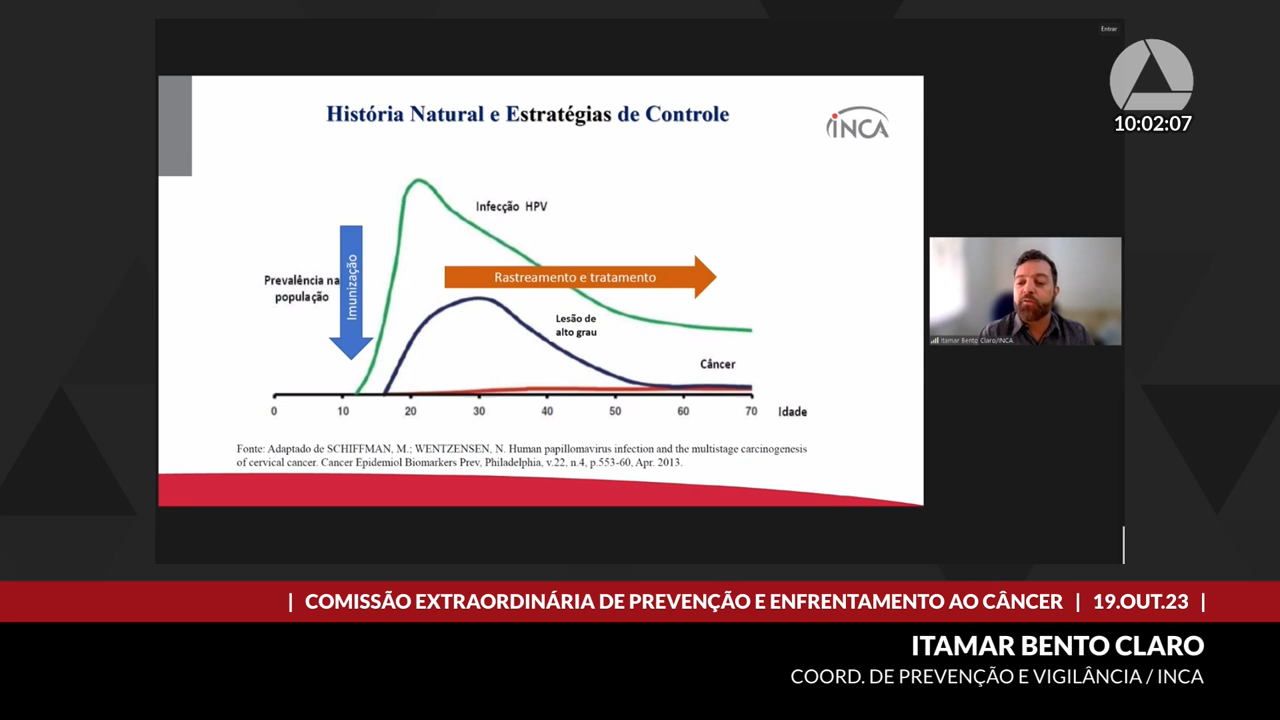 Entrar
10:02:07
História Natural e Estratégias de Controle
INCA
Infecção HPV
Prevalência na
população
Imunização
Rastreamento e tratamento
Lesão de
alto grau
Câncer
0 10 20 30 40 50 60 70 Idade
Fonte: Adaptado de SCHIFFMAN, M.; WENTZENSEN, N. Human papillomavirus infection and the multistage carcinogenesis
of cervical cancer. Cancer Epidemiol Biomarkers Prev, Philadelphia, v.22, n.4, p.553-60, Apr. 2013.
Itamar Bento Claro/INCA
| COMISSÃO EXTRAORDINÁRIA DE PREVENÇÃO E ENFRENTAMENTO AO CÂNCER | 19.OUT.23 |
ITAMAR BENTO CLARO
COORD. DE PREVENÇÃO E VIGILÂNCIA / INCA